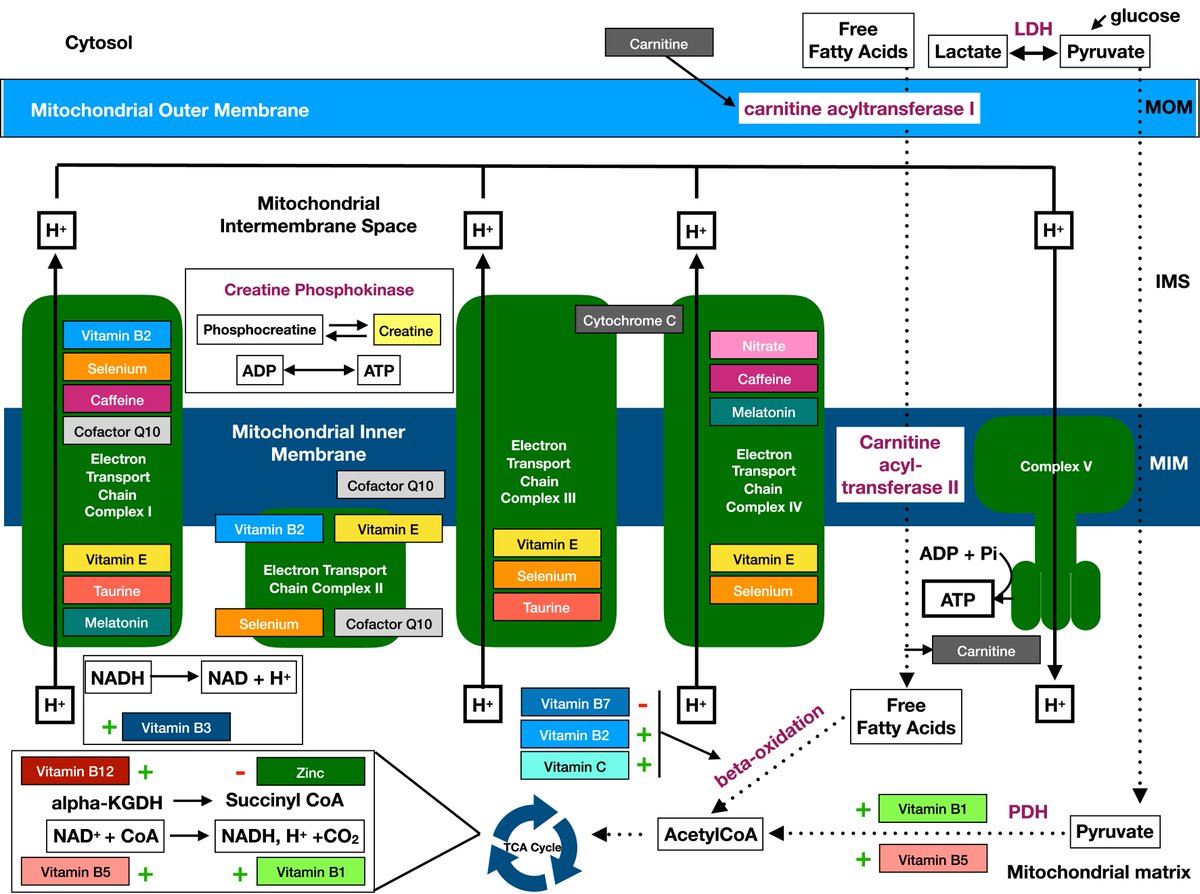 Cytosol
Carnitine
Free
Fatty Acids
LDH
glucose
Lactate
Pyruvate
Mitochondrial Outer Membrane
carnitine acyltransferase I
MOM
Mitochondrial
Intermembrane Space
H+
H+
H+
H+
IMS
Creatine Phosphokinase
Phosphocreatine
Creatine
ADP
ATP
Cytochrome C
Vitamin B2
Selenium
Caffeine
Cofactor Q10
Electron
Transport
Chain
Complex I
Vitamin E
Taurine
Melatonin
Mitochondrial Inner
Membrane
Cofactor Q10
Vitamin B2
Vitamin E
Electron Transport
Chain Complex II
Selenium
Cofactor Q10
Electron
Transport
Chain
Complex III
Vitamin E
Selenium
Taurine
Nitrate
Caffeine
Melatonin
Electron
Transport
Chain
Complex IV
Vitamin E
Selenium
Carnitine
acyl-
transferase II
Complex V
MIM
ADP + Pi
ATP
Carnitine
H+
H+
H+
H+
NADH
NAD + H+
+
Vitamin B3
Vitamin B7
-
Vitamin B2
+
Vitamin C
+
beta-oxidation
Free
Fatty Acids
Vitamin B12
+
-
Zinc
alpha-KGDH
Succinyl CoA
NAD+ + CoA
NADH, H+ +CO2
Vitamin B5
+
+
Vitamin B1
TCA Cycle
AcetylCoA
+
Vitamin B1
PDH
+
Vitamin B5
Pyruvate
Mitochondrial matrix